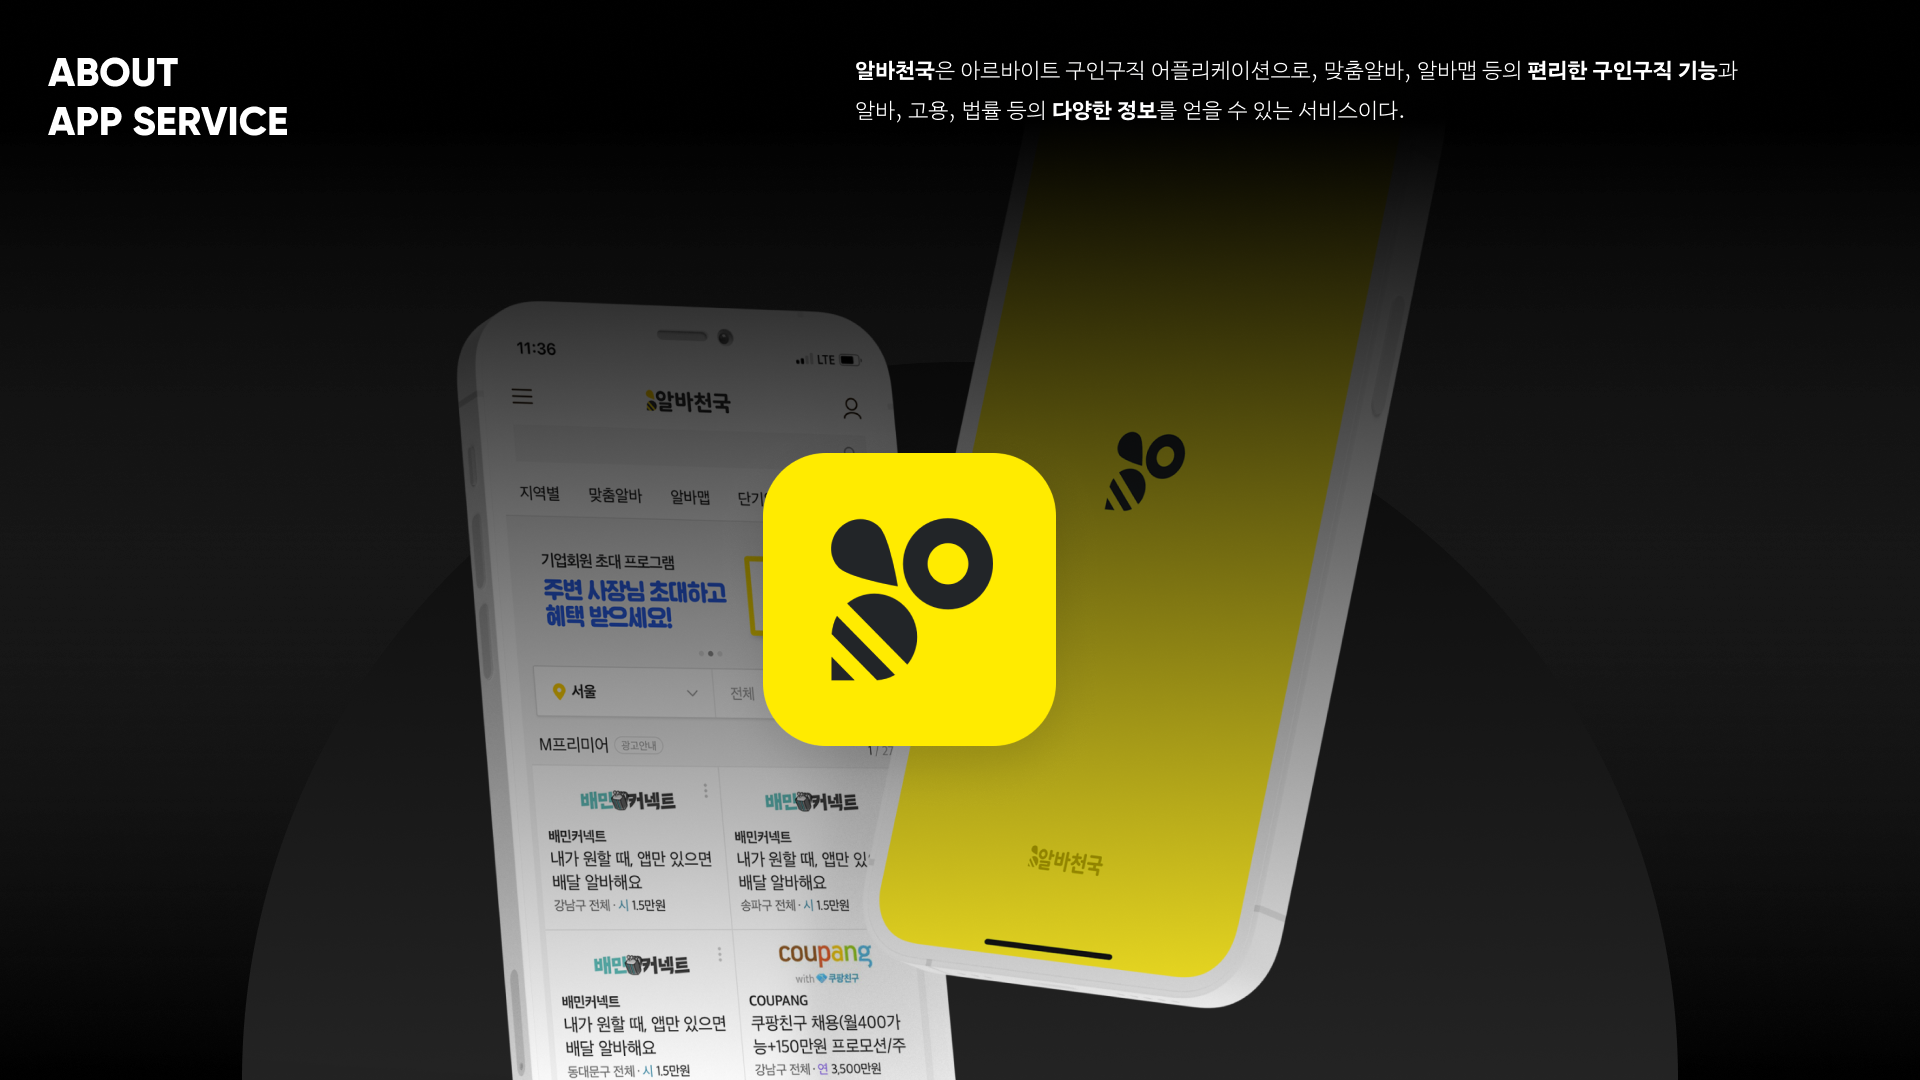 ABOUT
APP SERVICE
알바천국은 아르바이트 구인구직 어플리케이션으로, 맞춤알바, 알바맵 등의 편리한 구인구직 기능과
알바, 고용, 법률 등의 다양한 정보를 얻을 수 있는 서비스이다.
11:36
LTE
알바천국
지역별 맞춤알바 알바맵 단기
기업회원 초대 프로그램
주변 사장님 초대하고
혜택 받으세요!
서울 전체
M프리미어 광고안내 1 / 27
배민커넥트
배민커넥트
내가 원할 때, 앱만 있으면
배달 알바해요
강남구 전체 · 시 1.5만원
배민커넥트
배민커넥트
내가 원할 때, 앱만 있
배달 알바해요
송파구 전체 · 시 1.5만원
배민커넥트
배민커넥트
내가 원할 때, 앱만 있으면
배달 알바해요
동대문구 전체 · 시 1.5만원
coupang
with 쿠팡친구
COUPANG
쿠팡친구 채용(월400가
능+150만원 프로모션/주
강남구 전체 · 연 3,500만원
알바천국